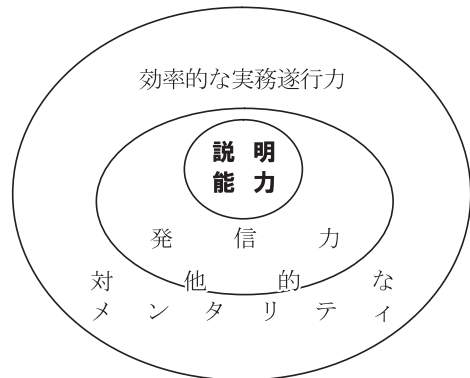 効率的な実務遂行力
説明
能力
発信力
対他的な
メンタリティ